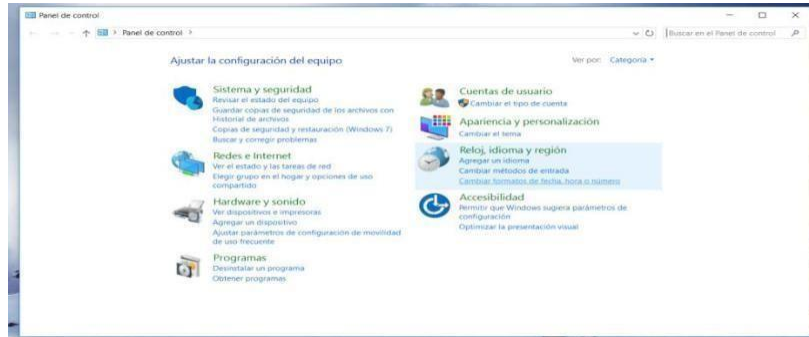 Panel de control
Panel de control
Buscar en el Panel de control
Ajustar la configuración del equipo
Ver por: Categoría
Sistema y seguridad
Revisar el estado del equipo
Guardar copias de seguridad de los archivos con
Historial de archivos
Copias de seguridad y restauración (Windows 7)
Buscar y corregir problemas
Redes e Internet
Ver el estado y las tareas de red
Elegir grupo en el hogar y opciones de uso
compartido
Hardware y sonido
Ver dispositivos e impresoras
Agregar un dispositivo
Ajustar parámetros de configuración de movilidad
de uso frecuente
Programas
Desinstalar un programa
Obtener programas
Cuentas de usuario
Cambiar el tipo de cuenta
Apariencia y personalización
Cambiar el tema
Reloj, idioma y región
Agregar un idioma
Cambiar métodos de entrada
Cambiar formatos de fecha, hora o número
Accesibilidad
Permitir que Windows sugiera parámetros de
configuración
Optimizar la presentación visual